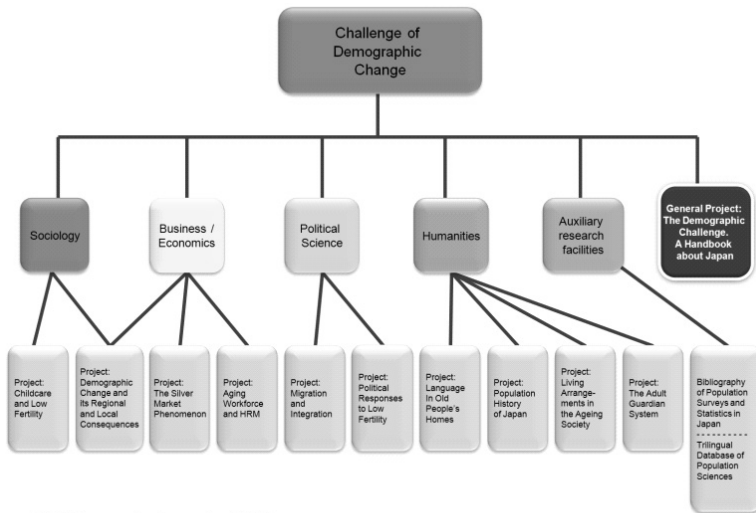 Challenge of
Demographic
Change
Sociology
Business /
Economics
Political
Science
Humanities
Auxiliary
research
facilities
General Project:
The Demographic
Challenge.
A Handbook
about Japan
Project:
Childcare and Low
Fertility
Project:
Demographic
Change and
Its Regional
and Local
Consequences
Project:
The Silver
Market
Phenomenon
Project:
Aging
Workforce
and HRM
Project:
Migration and
Integration
Project:
Political
Responses
to Low
Fertility
Project:
Language
In Old
People's
Homes
Project:
Population
History
of Japan
Project:
Living
Arrange-
ments in
the Ageing
Society
Project:
The Adult
Guardian
System
Bibliography
of Population
Surveys and
Statistics in
Japan
Trilingual
Database of
Population
Sciences